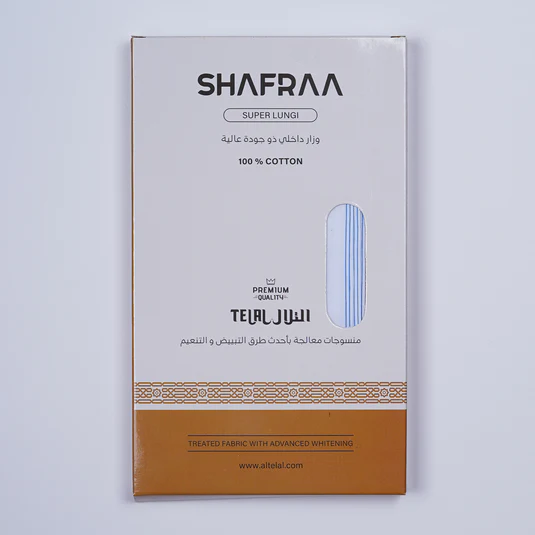 SHAFRAA
SUPER LUNGI
وزار داخلي ذو جودة عالية
100 % COTTON
PREMIUM
QUALITY
TELAL التلال
منسوجات معالجة بأحدث طرق التبييض و التنعيم
TREATED FABRIC WITH ADVANCED WHITENING
www.altelal.com